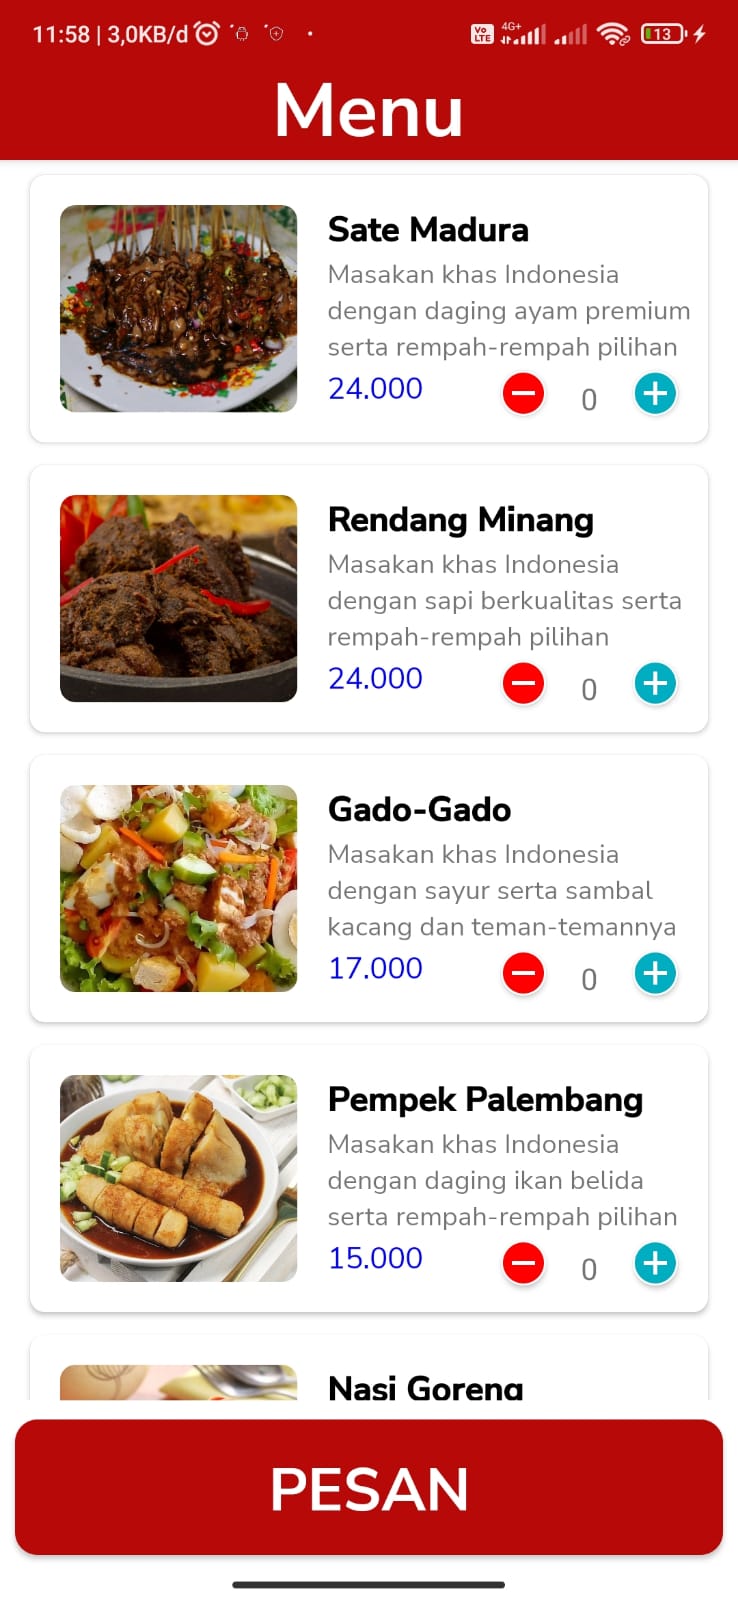 11:58 | 3,0KB/d
Vo LTE 4G+ 13
Menu
Sate Madura
Masakan khas Indonesia
dengan daging ayam premium
serta rempah-rempah pilihan
24.000 0
Rendang Minang
Masakan khas Indonesia
dengan sapi berkualitas serta
rempah-rempah pilihan
24.000 0
Gado-Gado
Masakan khas Indonesia
dengan sayur serta sambal
kacang dan teman-temannya
17.000 0
Pempek Palembang
Masakan khas Indonesia
dengan daging ikan belida
serta rempah-rempah pilihan
15.000 0
Nasi Goreng
PESAN